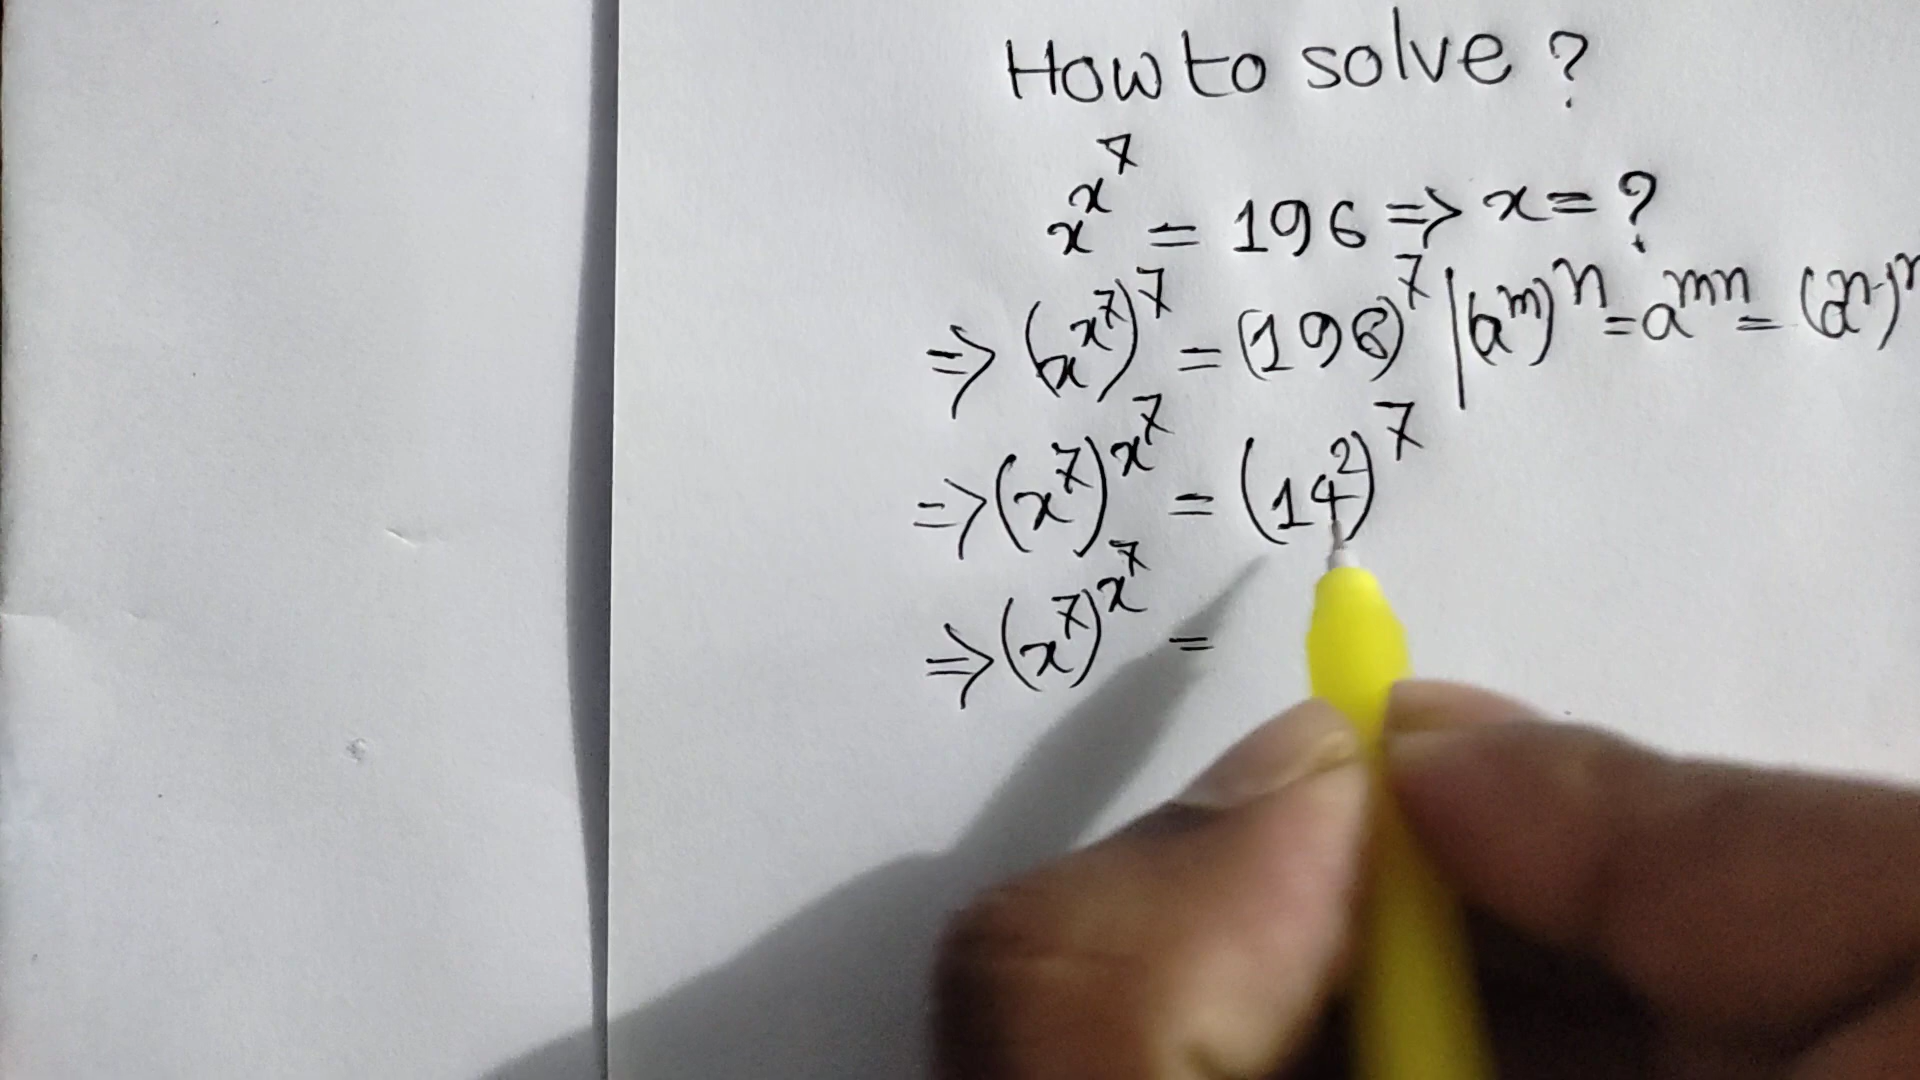 How to solve ?
x^x^7 = 196 => x = ?
=> (x^x^7)^7 = (196)^7 | (a^m)^n = a^mn = (a^n)
=> (x^7)^x^7 = (14^2)^7
=> (x^7)^x^7 =